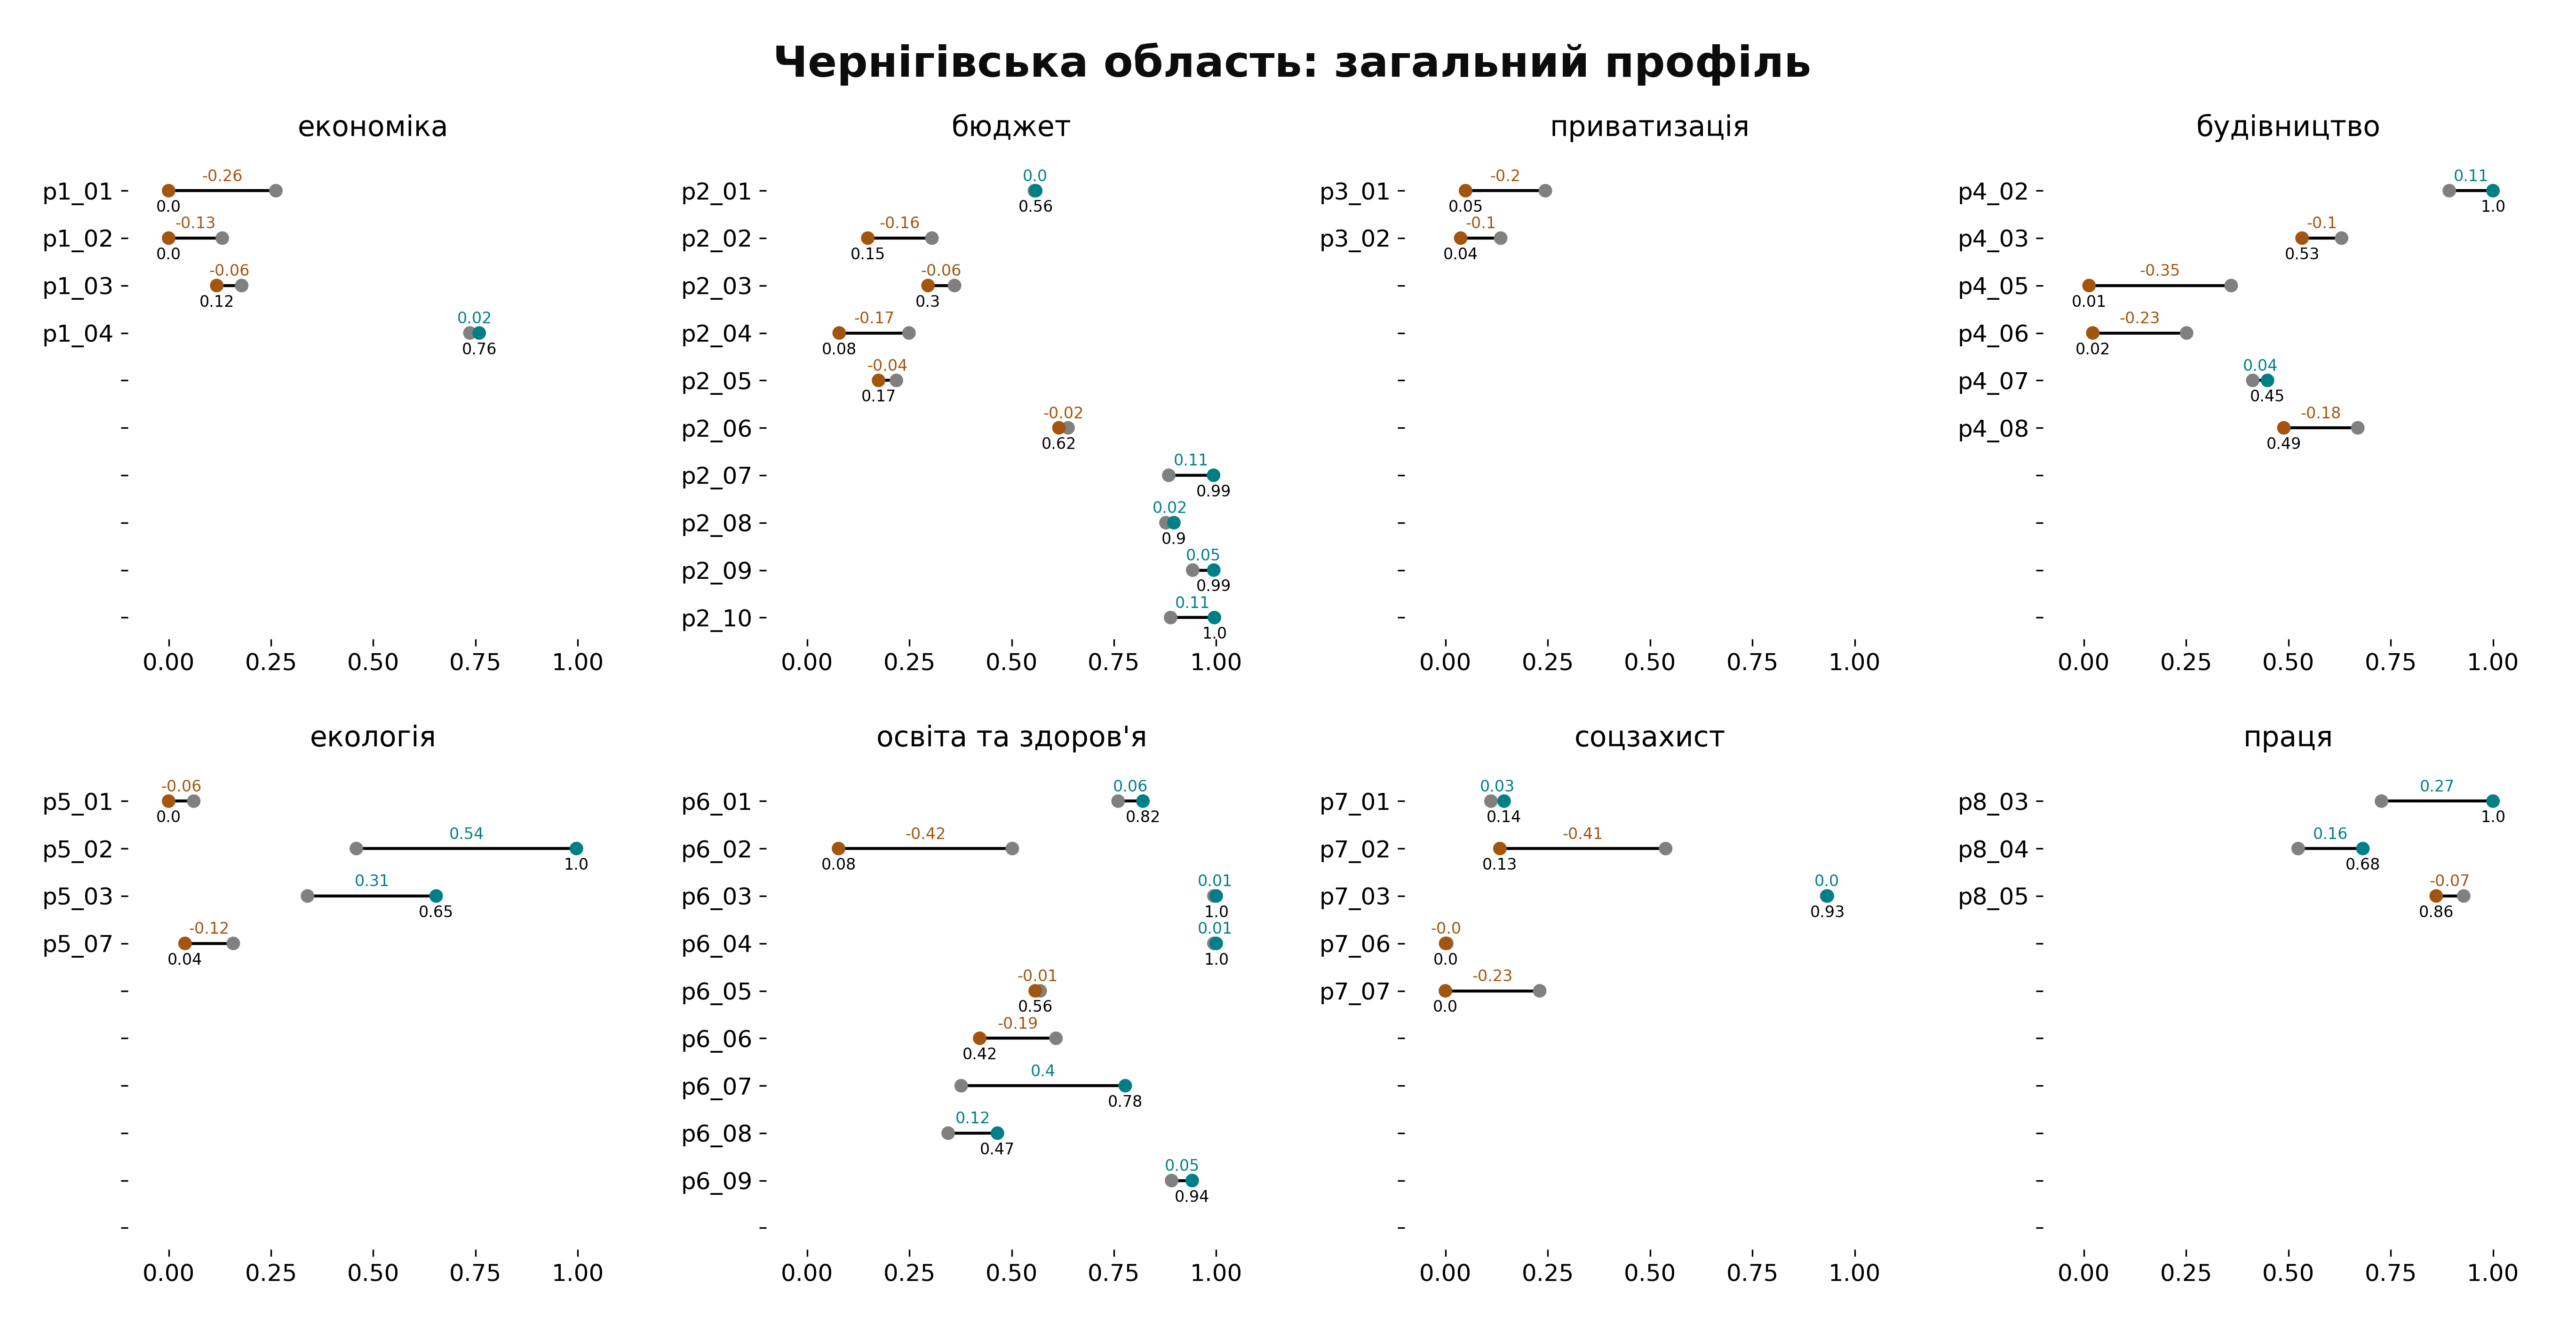 Чернігівська область: загальний профіль
економіка
p1_01
-0.26
0.0
p1_02
-0.13
0.0
p1_03
-0.06
0.12
p1_04
0.02
0.76
0.00 0.25 0.50 0.75 1.00
бюджет
p2_01
0.0
0.56
p2_02
-0.16
0.15
p2_03
-0.06
0.3
p2_04
-0.17
0.08
p2_05
-0.04
0.17
p2_06
-0.02
0.62
p2_07
0.11
0.99
p2_08
0.02
0.9
p2_09
0.05
0.99
p2_10
0.11
1.0
0.00 0.25 0.50 0.75 1.00
приватизація
p3_01
-0.2
0.05
p3_02
-0.1
0.04
0.00 0.25 0.50 0.75 1.00
будівництво
p4_02
0.11
1.0
p4_03
-0.1
0.53
p4_05
-0.35
0.01
p4_06
-0.23
0.02
p4_07
0.04
0.45
p4_08
-0.18
0.49
0.00 0.25 0.50 0.75 1.00
екологія
p5_01
-0.06
0.0
p5_02
0.54
1.0
p5_03
0.31
0.65
p5_07
-0.12
0.04
0.00 0.25 0.50 0.75 1.00
освіта та здоров'я
p6_01
0.06
0.82
p6_02
-0.42
0.08
p6_03
0.01
1.0
p6_04
0.01
1.0
p6_05
-0.01
0.56
p6_06
-0.19
0.42
p6_07
0.4
0.78
p6_08
0.12
0.47
p6_09
0.05
0.94
0.00 0.25 0.50 0.75 1.00
соцзахист
p7_01
0.03
0.14
p7_02
-0.41
0.13
p7_03
0.0
0.93
p7_06
-0.0
0.0
p7_07
-0.23
0.0
0.00 0.25 0.50 0.75 1.00
праця
p8_03
0.27
1.0
p8_04
0.16
0.68
p8_05
-0.07
0.86
0.00 0.25 0.50 0.75 1.00